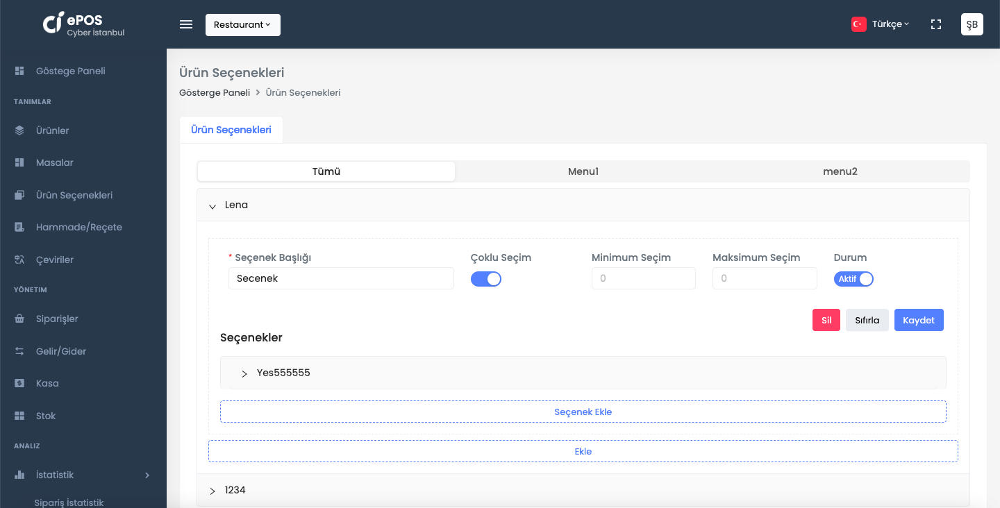 ePOS
Cyber İstanbul
Restaurant
Türkçe
ŞB
Göstege Paneli
TANIMLAR
Ürünler
Masalar
Ürün Seçenekleri
Hammade/Reçete
Çeviriler
YÖNETIM
Siparişler
Gelir/Gider
Kasa
Stok
ANALIZ
İstatistik
Sipariş İstatistik
Ürün Seçenekleri
Gösterge Paneli > Ürün Seçenekleri
Ürün Seçenekleri
Tümü Menu1 menu2
Lena
* Seçenek Başlığı Çoklu Seçim Minimum Seçim Maksimum Seçim Durum
Secenek 0 0 Aktif
Sil Sıfırla Kaydet
Seçenekler
Yes555555
Seçenek Ekle
Ekle
1234